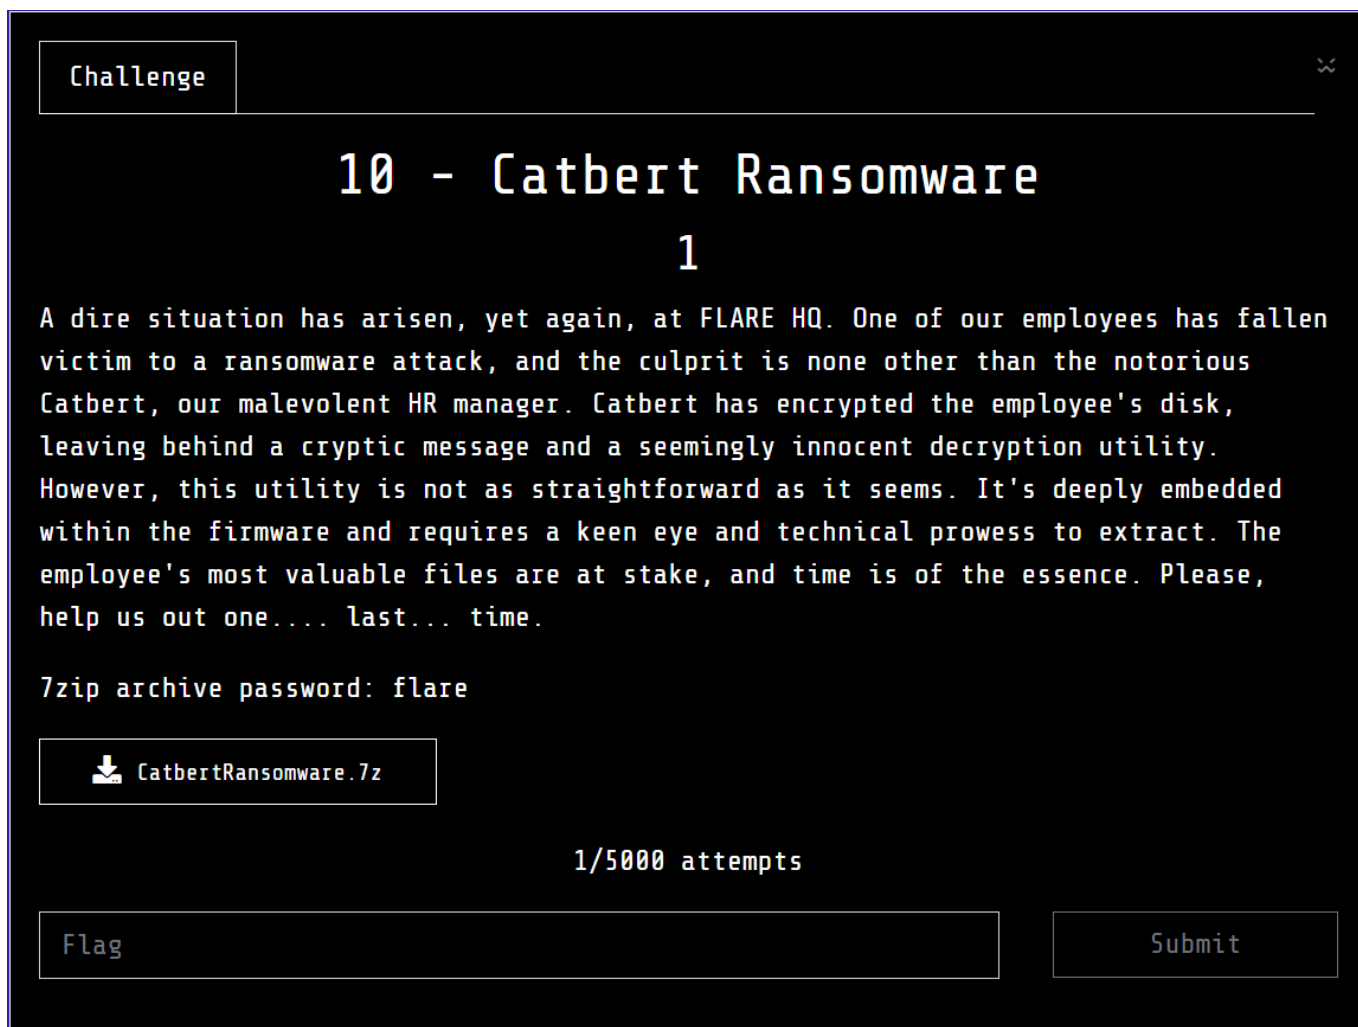 Challenge
10 - Catbert Ransomware
1
A dire situation has arisen, yet again, at FLARE HQ. One of our employees has fallen
victim to a ransomware attack, and the culprit is none other than the notorious
Catbert, our malevolent HR manager. Catbert has encrypted the employee's disk,
leaving behind a cryptic message and a seemingly innocent decryption utility.
However, this utility is not as straightforward as it seems. It's deeply embedded
within the firmware and requires a keen eye and technical prowess to extract. The
employee's most valuable files are at stake, and time is of the essence. Please,
help us out one.... last... time.
7zip archive password: flare
CatbertRansomware.7z
1/5000 attempts
Flag
Submit